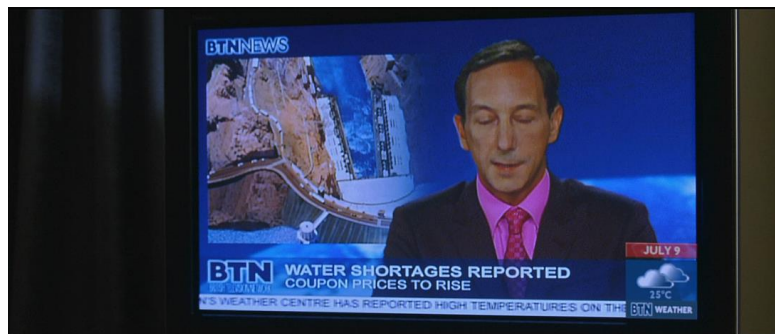 BTNNEWS
JULY 9
BTN
WATER SHORTAGES REPORTED
COUPON PRICES TO RISE
25°C
N'S WEATHER CENTRE HAS REPORTED HIGH TEMPERATURES ON THE
BTN WEATHER